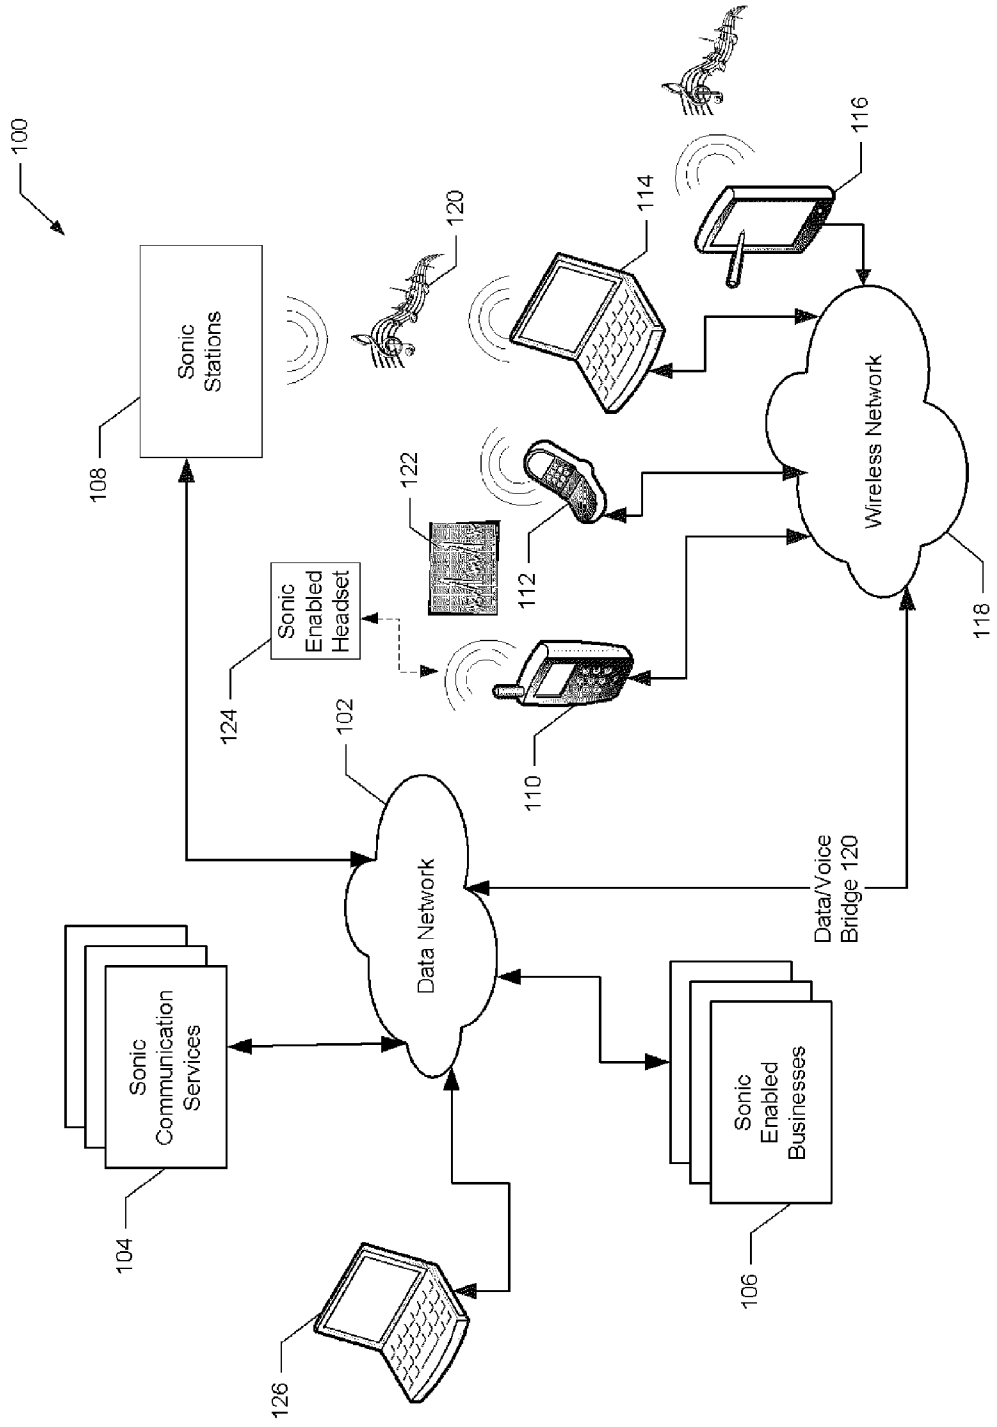 100
104
Sonic
Communication
Services
108
Sonic
Stations
120
124
Sonic
Enabled
Headset
122
126
102
Data Network
110
112
114
116
106
Sonic
Enabled
Businesses
Data/Voice
Bridge 120
Wireless Network
118